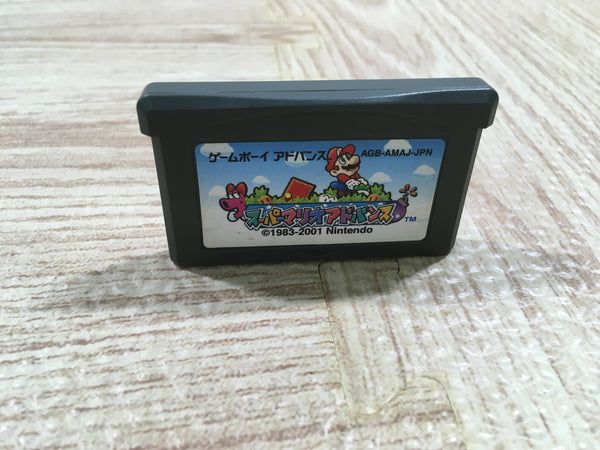 ゲームボーイ アドバンス AGB-AMAJ-JPN
スーパーマリオアドバンス TM
©1983-2001 Nintendo